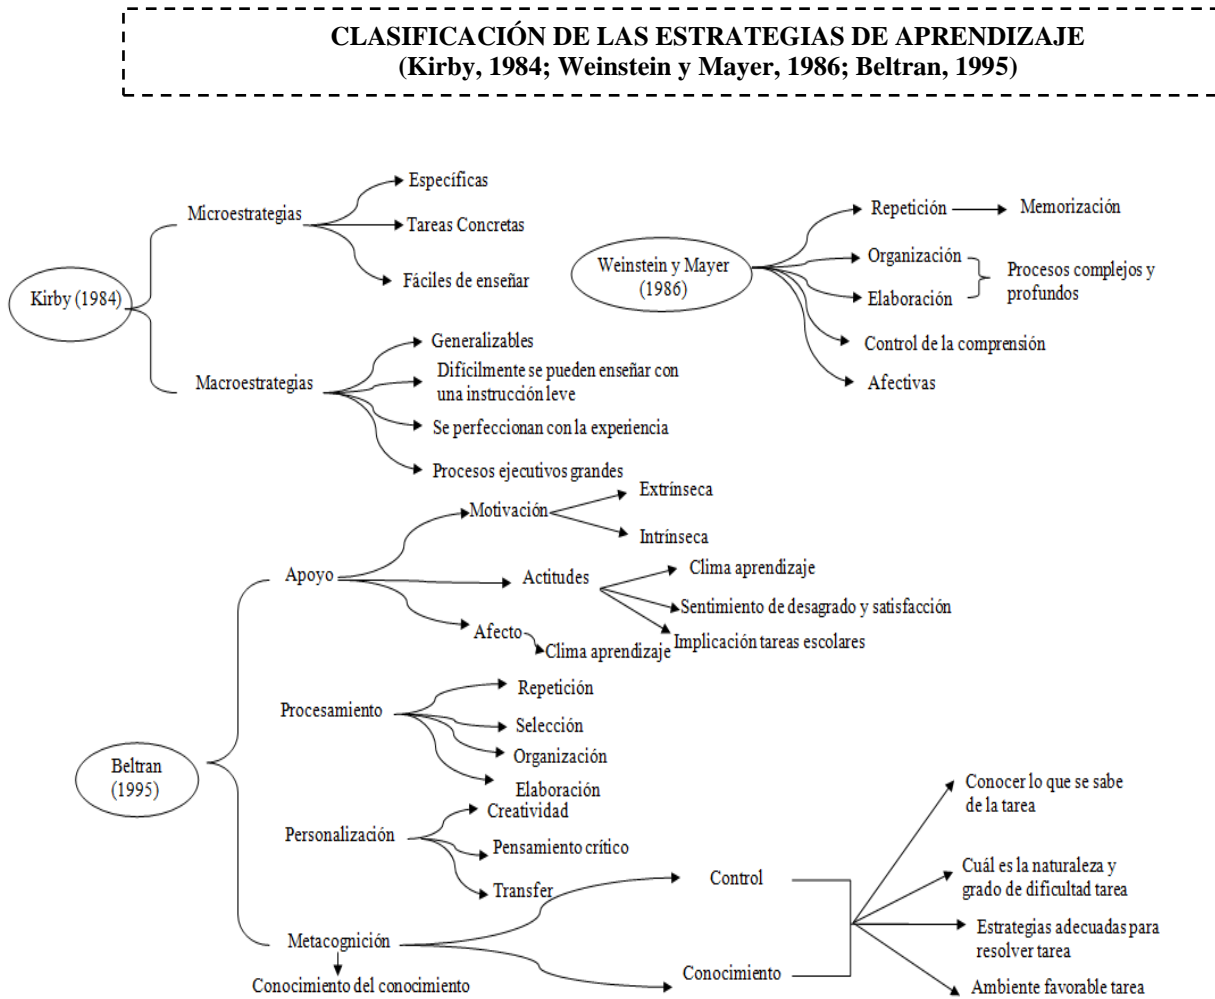 CLASIFICACIÓN DE LAS ESTRATEGIAS DE APRENDIZAJE
(Kirby, 1984; Weinstein y Mayer, 1986; Beltran, 1995)
Kirby (1984)
Microestrategias
Específicas
Tareas Concretas
Fáciles de enseñar
Macroestrategias
Generalizables
Difícilmente se pueden enseñar con
una instrucción leve
Se perfeccionan con la experiencia
Procesos ejecutivos grandes
Weinstein y Mayer
(1986)
Repetición
Memorización
Organización
Elaboración
Procesos complejos y
profundos
Control de la comprensión
Afectivas
Beltran
(1995)
Apoyo
Motivación
Extrínseca
Intrínseca
Actitudes
Clima aprendizaje
Sentimiento de desagrado y satisfacción
Implicación tareas escolares
Afecto
Clima aprendizaje
Procesamiento
Repetición
Selección
Organización
Elaboración
Personalización
Creatividad
Pensamiento crítico
Transfer
Metacognición
Conocimiento del conocimiento
Control
Conocimiento
Conocer lo que se sabe
de la tarea
Cuál es la naturaleza y
grado de dificultad tarea
Estrategias adecuadas para
resolver tarea
Ambiente favorable tarea